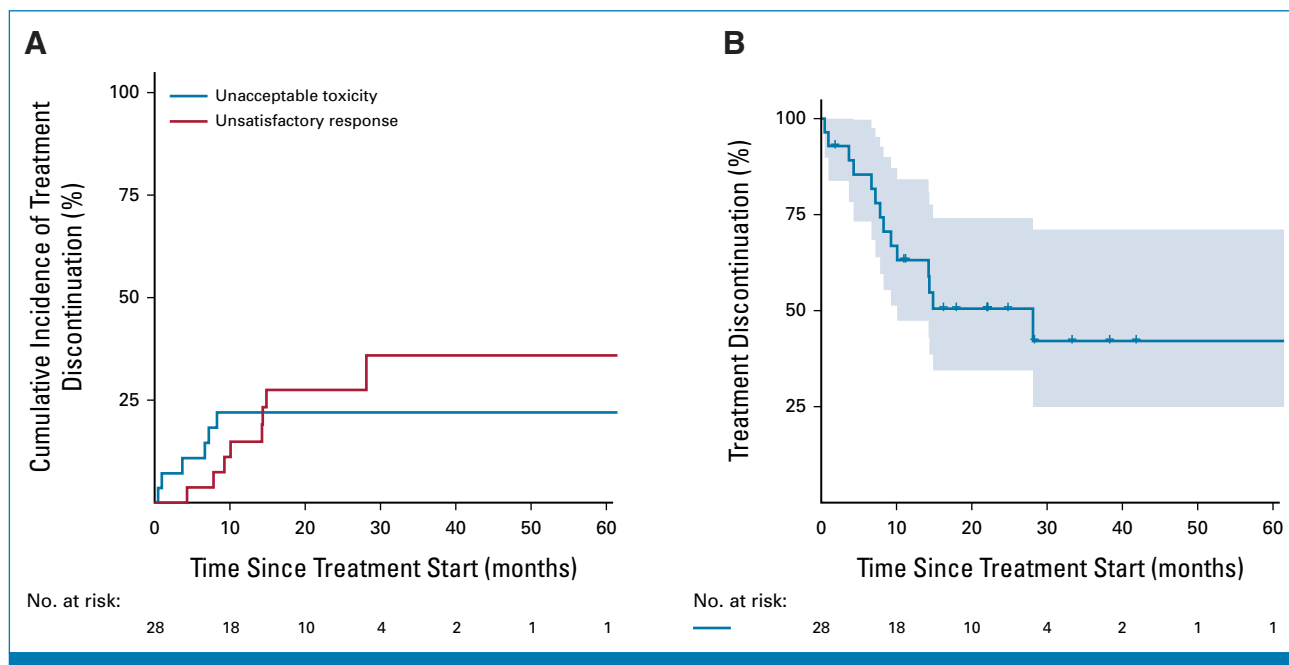 A
Cumulative Incidence of Treatment
Discontinuation (%)
100
75
50
25
Unacceptable toxicity
Unsatisfactory response
0 10 20 30 40 50 60
Time Since Treatment Start (months)
No. at risk:
28 18 10 4 2 1 1
B
Treatment Discontinuation (%)
100
75
50
25
0 10 20 30 40 50 60
Time Since Treatment Start (months)
No. at risk:
28 18 10 4 2 1 1